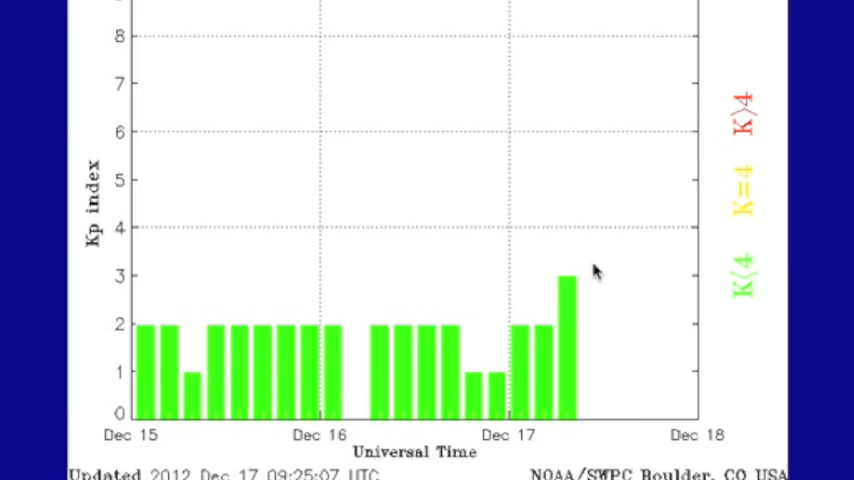 8
7
6
5
4
3
2
1
0
Kp index
Dec 15 Dec 16 Dec 17 Dec 18
Universal Time
Updated 2012 Dec 17 09:25:07 UTC NOAA/SWPC Boulder, CO USA
K<4 K=4 K>4